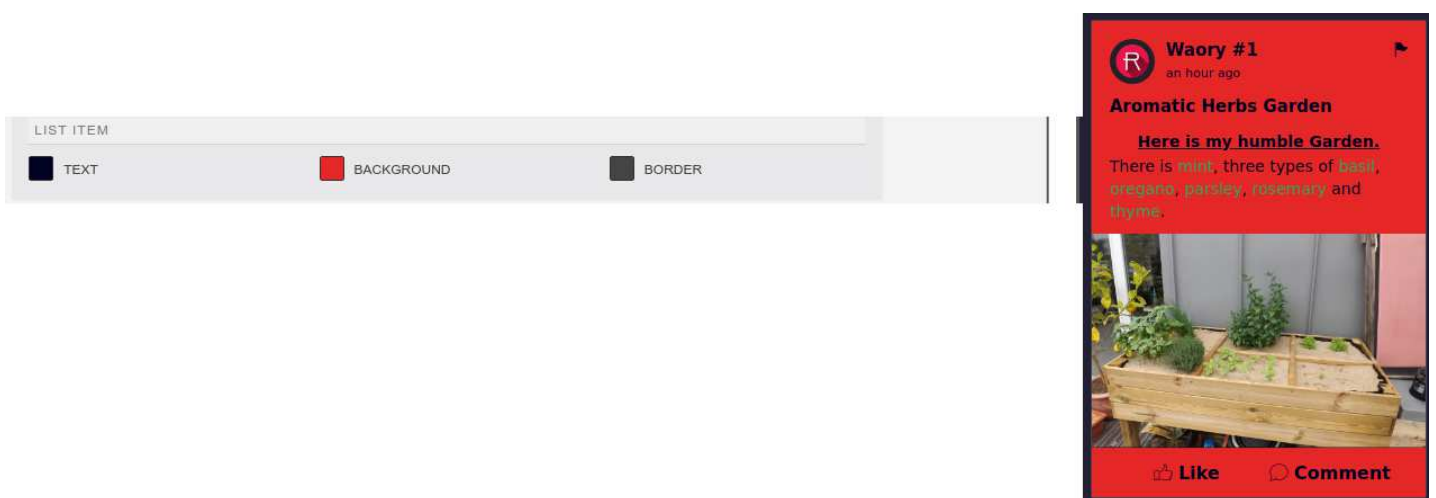 LIST ITEM
TEXT
BACKGROUND
BORDER
R
Waory #1
an hour ago
Aromatic Herbs Garden
Here is my humble Garden.
There is mint, three types of basil,
oregano, parsley, rosemary and
thyme.
Like
Comment